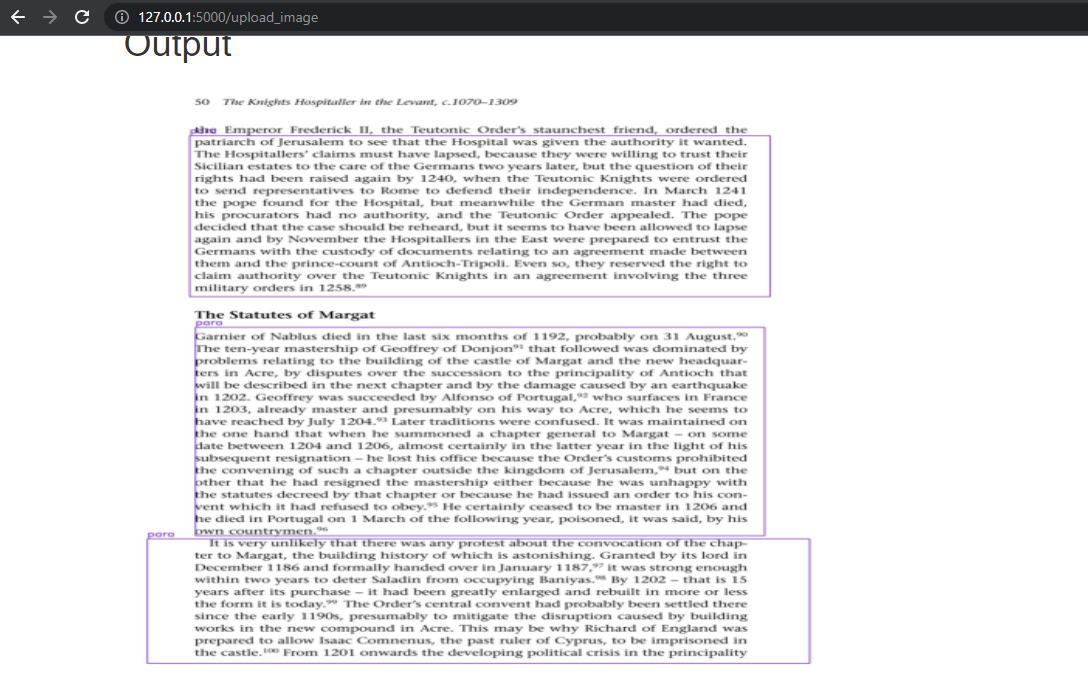 127.0.0.1:5000/upload_image
Output
50 The Knights Hospitaller in the Levant, c.1070–1309
the Emperor Frederick II, the Teutonic Order's staunchest friend, ordered the
patriarch of Jerusalem to see that the Hospital was given the authority it wanted.
The Hospitallers' claims must have lapsed, because they were willing to trust their
Sicilian estates to the care of the Germans two years later, but the question of their
rights had been raised again by 1240, when the Teutonic Knights were ordered
to send representatives to Rome to defend their independence. In March 1241
the pope found for the Hospital, but meanwhile the German master had died,
his procurators had no authority, and the Teutonic Order appealed. The pope
decided that the case should be reheard, but it seems to have been allowed to lapse
again and by November the Hospitallers in the East were prepared to entrust the
Germans with the custody of documents relating to an agreement made between
them and the prince-count of Antioch-Tripoli. Even so, they reserved the right to
claim authority over the Teutonic Knights in an agreement involving the three
military orders in 1258.⁸⁹
The Statutes of Margat
para
Garnier of Nablus died in the last six months of 1192, probably on 31 August.⁹⁰
The ten-year mastership of Geoffrey of Donjon⁹¹ that followed was dominated by
problems relating to the building of the castle of Margat and the new headquar-
ters in Acre, by disputes over the succession to the principality of Antioch that
will be described in the next chapter and by the damage caused by an earthquake
in 1202. Geoffrey was succeeded by Alfonso of Portugal,⁹² who surfaces in France
in 1203, already master and presumably on his way to Acre, which he seems to
have reached by July 1204.⁹³ Later traditions were confused. It was maintained on
the one hand that when he summoned a chapter general to Margat – on some
date between 1204 and 1206, almost certainly in the latter year in the light of his
subsequent resignation – he lost his office because the Order's customs prohibited
the convening of such a chapter outside the kingdom of Jerusalem,⁹⁴ but on the
other that he had resigned the mastership either because he was unhappy with
the statutes decreed by that chapter or because he had issued an order to his con-
vent which it had refused to obey.⁹⁵ He certainly ceased to be master in 1206 and
he died in Portugal on 1 March of the following year, poisoned, it was said, by his
own countrymen.⁹⁶
para
It is very unlikely that there was any protest about the convocation of the chap-
ter to Margat, the building history of which is astonishing. Granted by its lord in
December 1186 and formally handed over in January 1187,⁹⁷ it was strong enough
within two years to deter Saladin from occupying Baniyas.⁹⁸ By 1202 – that is 15
years after its purchase – it had been greatly enlarged and rebuilt in more or less
the form it is today.⁹⁹ The Order's central convent had probably been settled there
since the early 1190s, presumably to mitigate the disruption caused by building
works in the new compound in Acre. This may be why Richard of England was
prepared to allow Isaac Comnenus, the past ruler of Cyprus, to be imprisoned in
the castle.¹⁰⁰ From 1201 onwards the developing political crisis in the principality